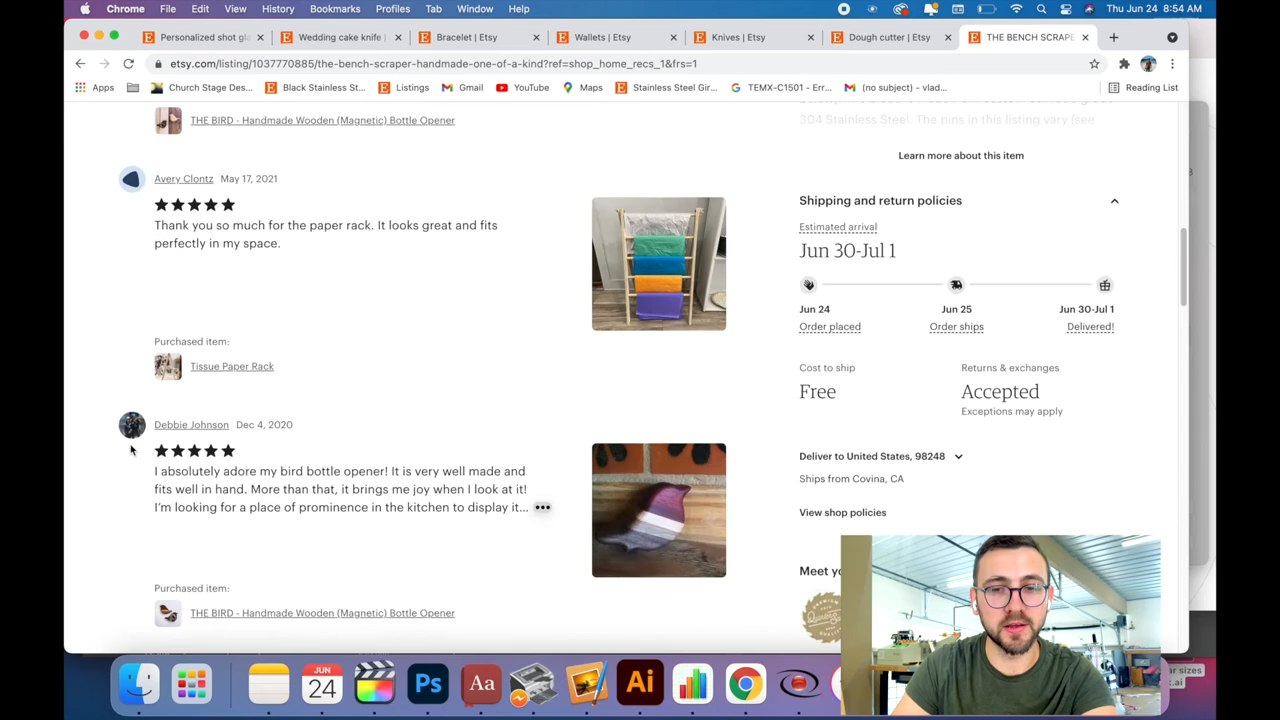 Chrome File Edit View History Bookmarks Profiles Tab Window Help Thu Jun 24 8:54 AM
Personalized shot gla Wedding cake knife | Bracelet | Etsy Wallets | Etsy Knives | Etsy Dough cutter | Etsy THE BENCH SCRAPE
etsy.com/listing/1037770885/the-bench-scraper-handmade-one-of-a-kind?ref=shop_home_recs_1&frs=1
Apps Church Stage Des... Black Stainless St... Listings Gmail YouTube Maps Stainless Steel Gir... TEMX-C1501 - Err... (no subject) - vlad... Reading List
304 Stainless Steel. The pins in this listing vary (see
THE BIRD - Handmade Wooden (Magnetic) Bottle Opener
Learn more about this item
Avery Clontz May 17, 2021
Thank you so much for the paper rack. It looks great and fits
perfectly in my space.
Purchased item:
Tissue Paper Rack
Debbie Johnson Dec 4, 2020
I absolutely adore my bird bottle opener! It is very well made and
fits well in hand. More than that, it brings me joy when I look at it!
I'm looking for a place of prominence in the kitchen to display it...
Purchased item:
THE BIRD - Handmade Wooden (Magnetic) Bottle Opener
Shipping and return policies
Estimated arrival
Jun 30-Jul 1
Jun 24 Jun 25 Jun 30-Jul 1
Order placed Order ships Delivered!
Cost to ship Returns & exchanges
Free Accepted
Exceptions may apply
Deliver to United States, 98248
Ships from Covina, CA
View shop policies
Meet yo
JUN
24
Ps
Aa
Ai
ar sizes
k.ai